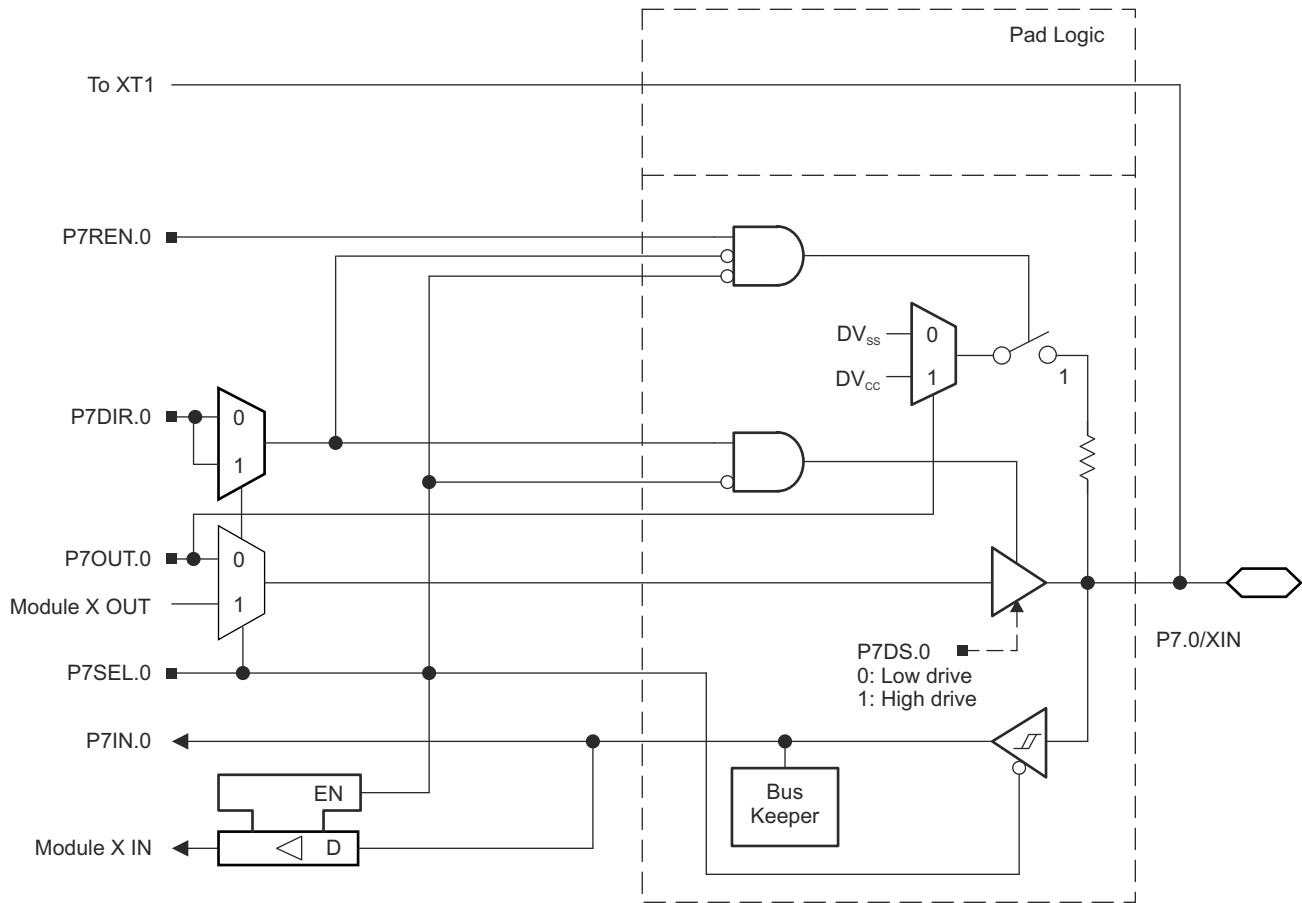 Pad Logic
To XT1
P7REN.0
DVSS
0
DVCC
1
1
P7DIR.0
0
1
P7OUT.0
0
Module X OUT
1
P7DS.0
0: Low drive
1: High drive
P7.0/XIN
P7SEL.0
P7IN.0
EN
Bus
Keeper
Module X IN
D